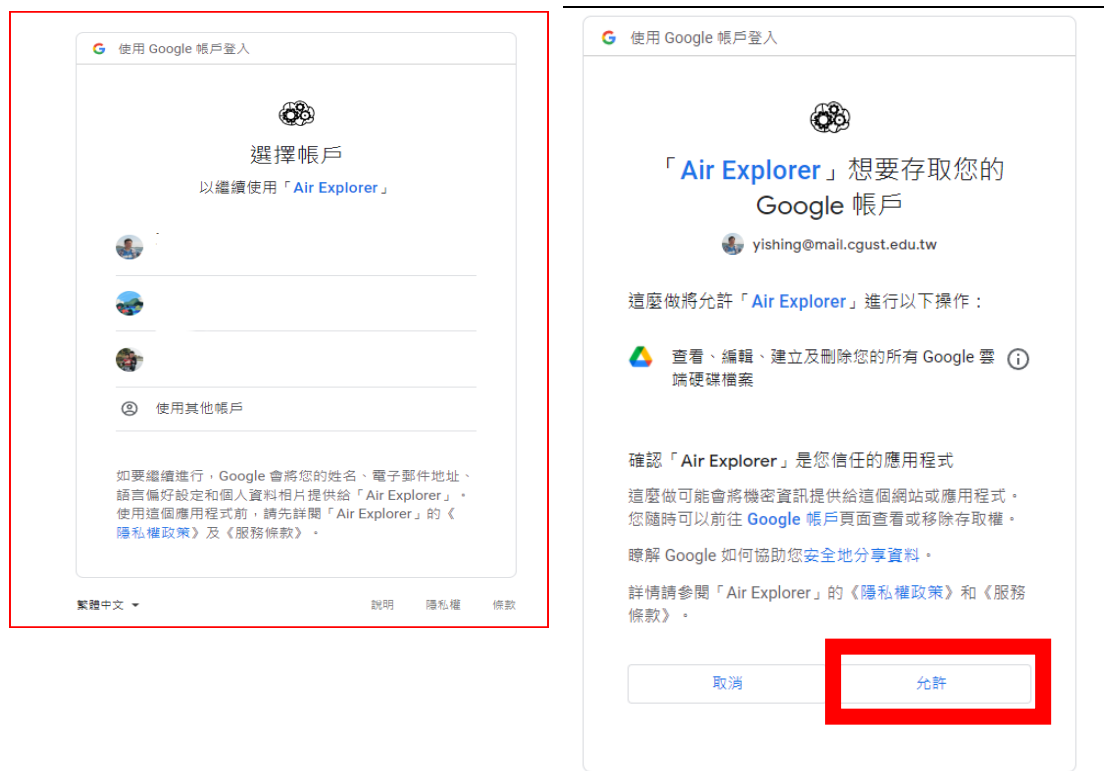 使用 Google 帳戶登入
選擇帳戶
以繼續使用「Air Explorer」
使用其他帳戶
如要繼續進行，Google 會將您的姓名、電子郵件地址、
語言偏好設定和個人資料相片提供給「Air Explorer」。
使用這個應用程式前，請先詳閱「Air Explorer」的《
隱私權政策》及《服務條款》。
繁體中文
說明
隱私權
條款
使用 Google 帳戶登入
「Air Explorer」想要存取您的
Google 帳戶
yishing@mail.cgust.edu.tw
這麼做將允許「Air Explorer」進行以下操作：
查看、編輯、建立及刪除您的所有 Google 雲
端硬碟檔案
確認「Air Explorer」是您信任的應用程式
這麼做可能會將機密資訊提供給這個網站或應用程式。
您隨時可以前往 Google 帳戶頁面查看或移除存取權。
瞭解 Google 如何協助您安全地分享資料。
詳情請參閱「Air Explorer」的《隱私權政策》和《服務
條款》。
取消
允許